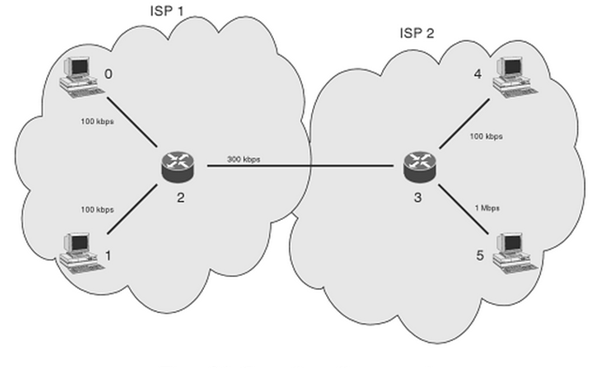 ISP 1
ISP 2
0
4
100 kbps
100 kbps
300 kbps
2
3
100 kbps
1 Mbps
1
5